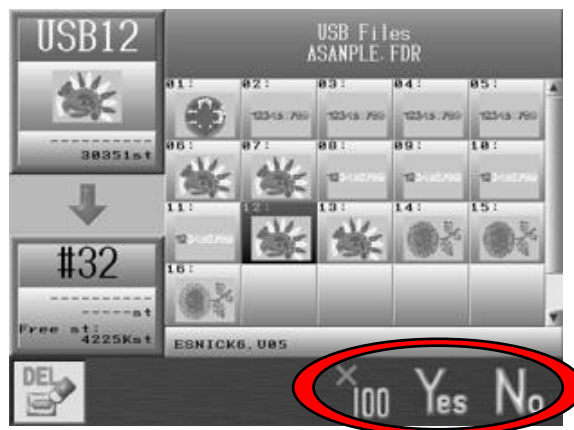 USB12
30351st
#32
-----st
Free st:
4225Kst
DEL
USB Files
ASANPLE.FDR
01:
02:
03:
04:
05:
06:
07:
08:
09:
10:
11:
12:
13:
14:
15:
16:
ESNICK6.U05
×100
Yes
No